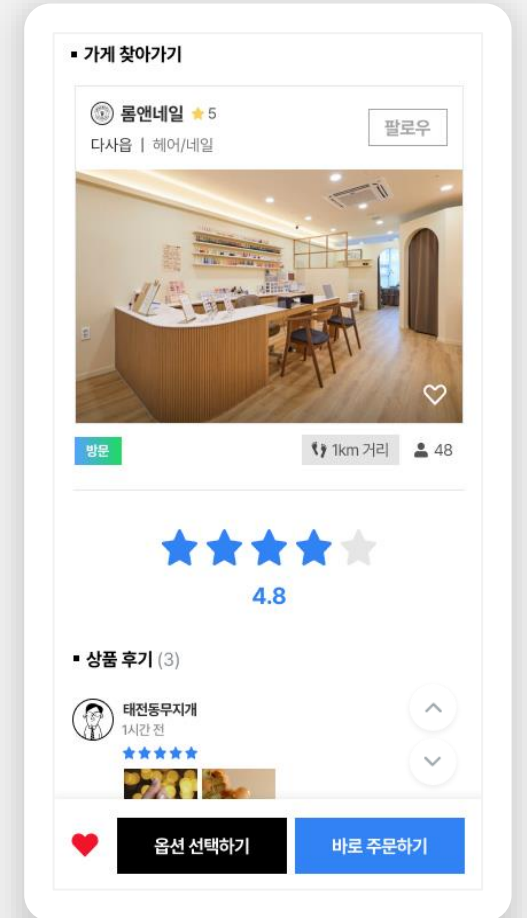 ▪ 가게 찾아가기
롬앤네일 ★ 5
다사읍 | 헤어/네일
팔로우
방문
1km 거리
48
4.8
▪ 상품 후기 (3)
태전동무지개
1시간 전
옵션 선택하기
바로 주문하기